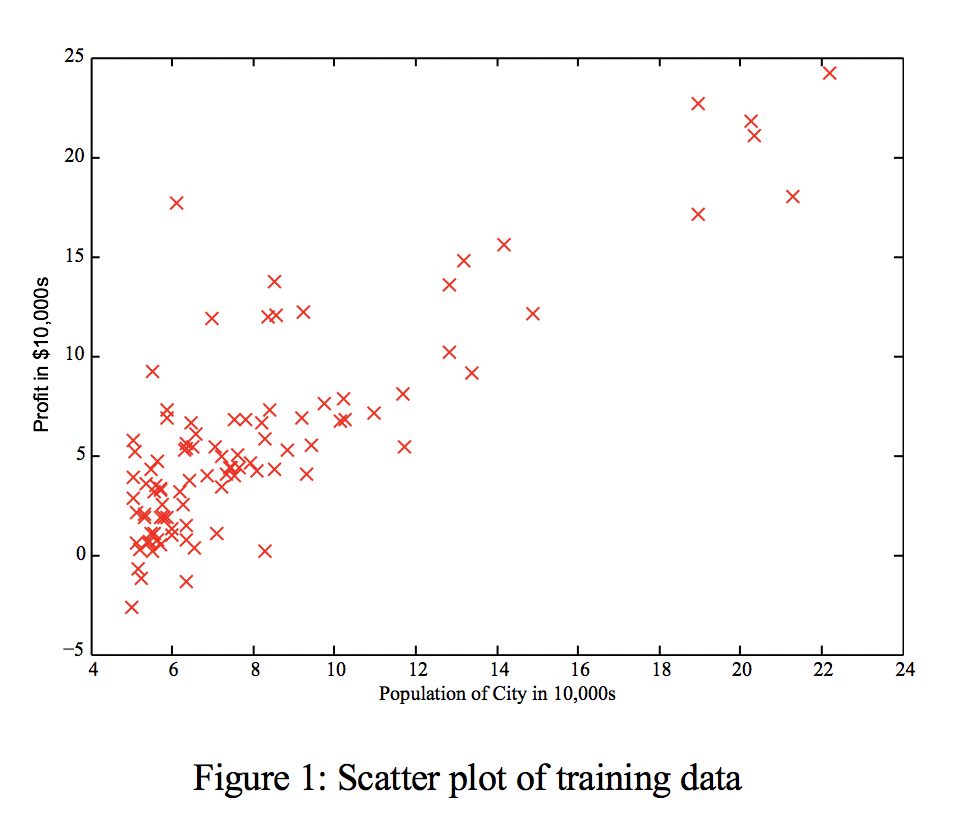 25
20
15
10
5
0
−5
Profit in $10,000s
4 6 8 10 12 14 16 18 20 22 24
Population of City in 10,000s
Figure 1: Scatter plot of training data